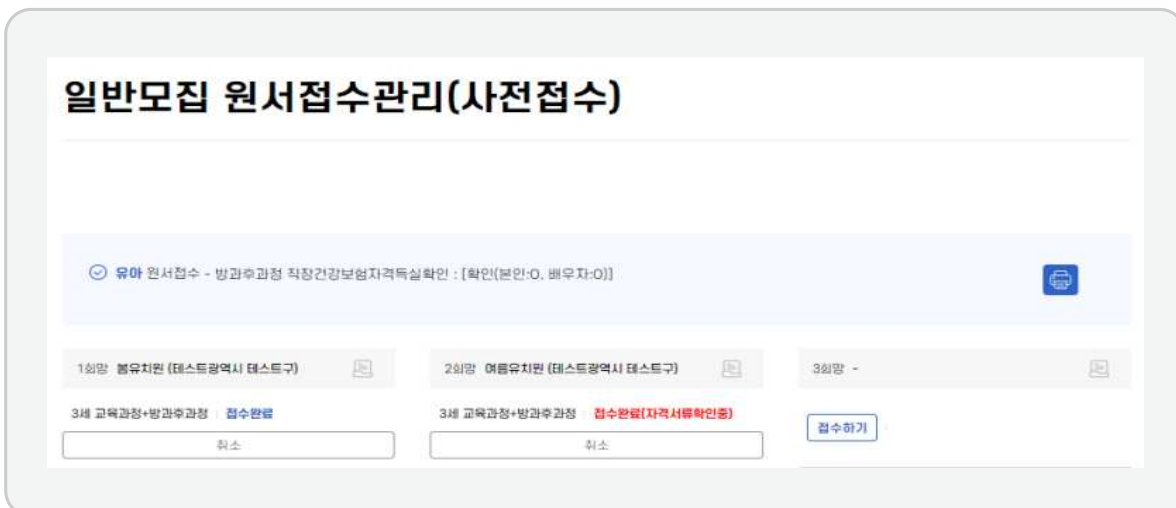 일반모집 원서접수관리(사전접수)
유아 원서접수 - 방과후과정 직장건강보험자격득실확인 : [확인(본인:O, 배우자:O)]
1희망 봄유치원 (테스트광역시 테스트구)
3세 교육과정+방과후과정 접수완료
취소
2희망 여름유치원 (테스트광역시 테스트구)
3세 교육과정+방과후과정 접수완료(자격서류확인중)
취소
3희망 -
접수하기